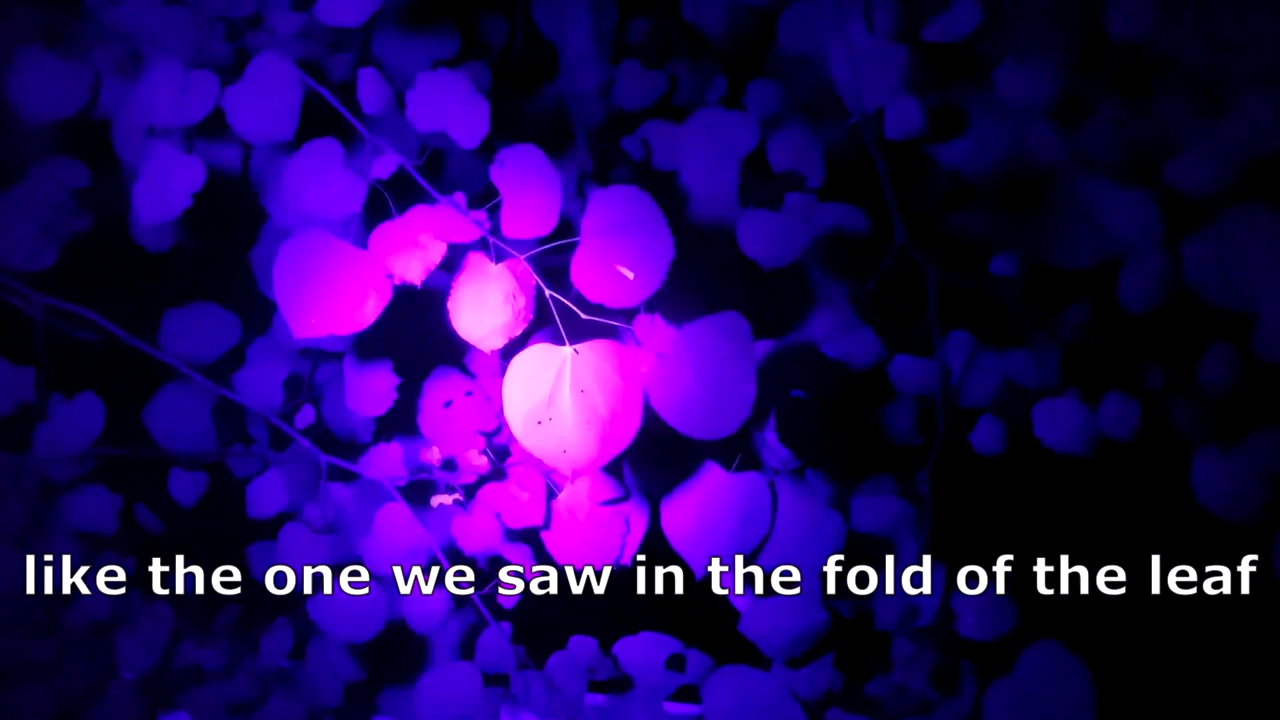 like the one we saw in the fold of the leaf